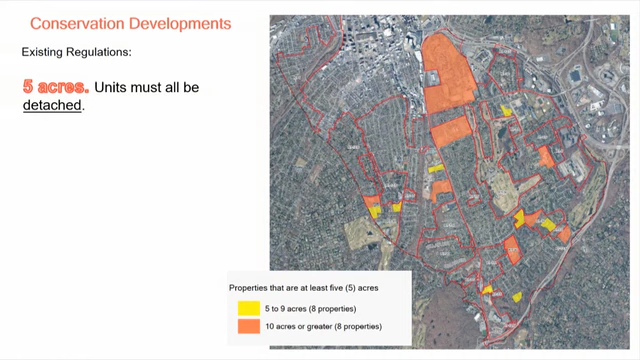 Conservation Developments
Existing Regulations:
5 acres. Units must all be
detached.
Properties that are at least five (5) acres
5 to 9 acres (8 properties)
10 acres or greater (8 properties)